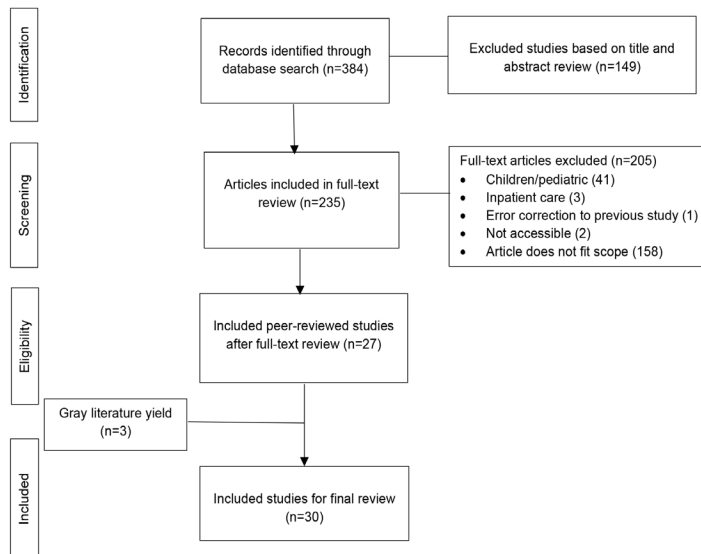 Identification
Records identified through
database search (n=384)
Excluded studies based on title and
abstract review (n=149)
Screening
Articles included in full-text
review (n=235)
Full-text articles excluded (n=205)
• Children/pediatric (41)
• Inpatient care (3)
• Error correction to previous study (1)
• Not accessible (2)
• Article does not fit scope (158)
Eligibility
Included peer-reviewed studies
after full-text review (n=27)
Gray literature yield
(n=3)
Included
Included studies for final review
(n=30)